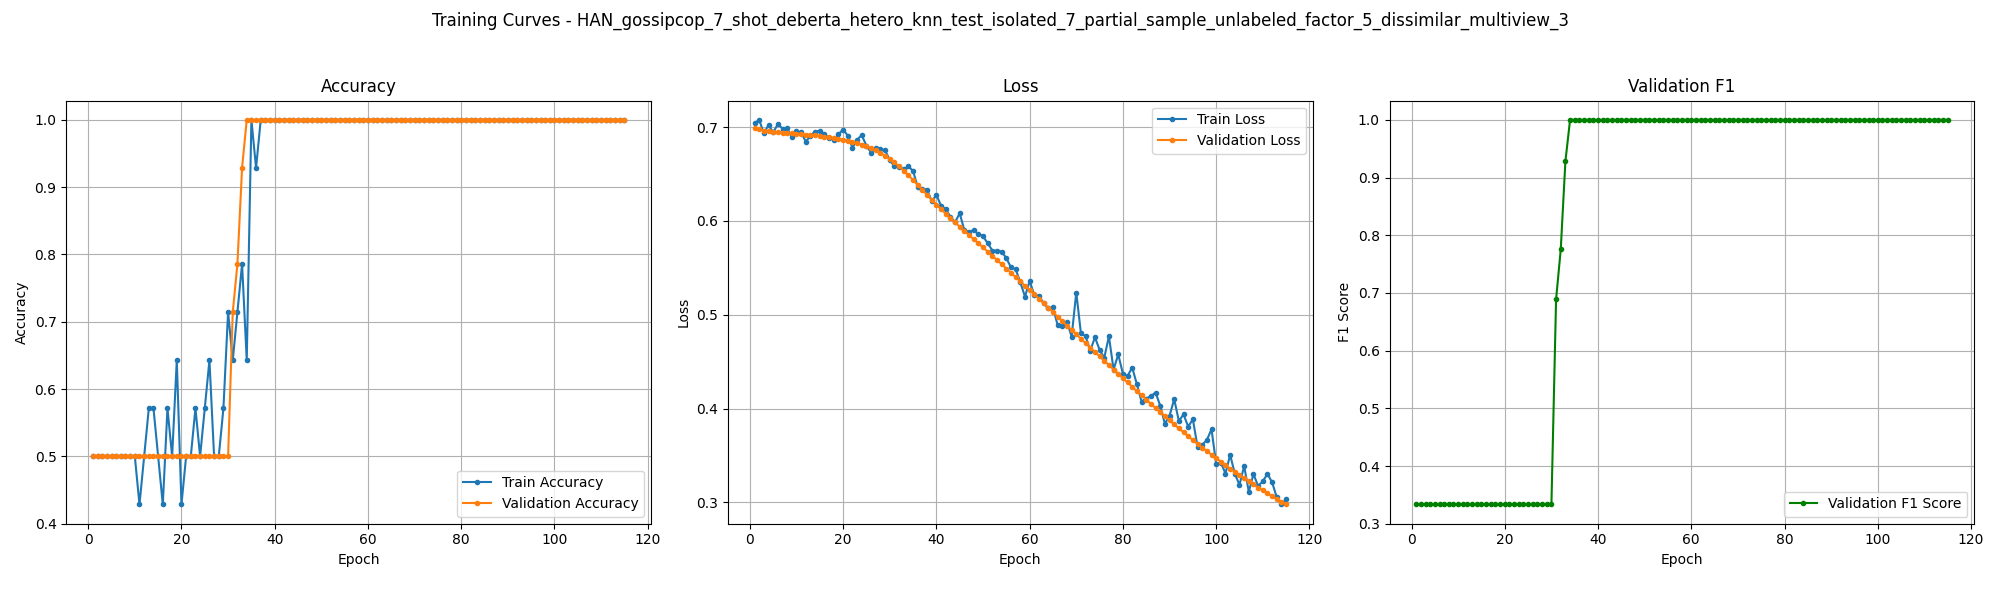 Training Curves - HAN_gossipcop_7_shot_deberta_hetero_knn_test_isolated_7_partial_sample_unlabeled_factor_5_dissimilar_multiview_3
Accuracy
1.0
0.9
0.8
0.7
0.6
0.5
0.4
Accuracy
Train Accuracy
Validation Accuracy
0 20 40 60 80 100 120
Epoch
Loss
0.7
0.6
0.5
0.4
0.3
Loss
Train Loss
Validation Loss
0 20 40 60 80 100 120
Epoch
Validation F1
1.0
0.9
0.8
0.7
0.6
0.5
0.4
0.3
F1 Score
Validation F1 Score
0 20 40 60 80 100 120
Epoch